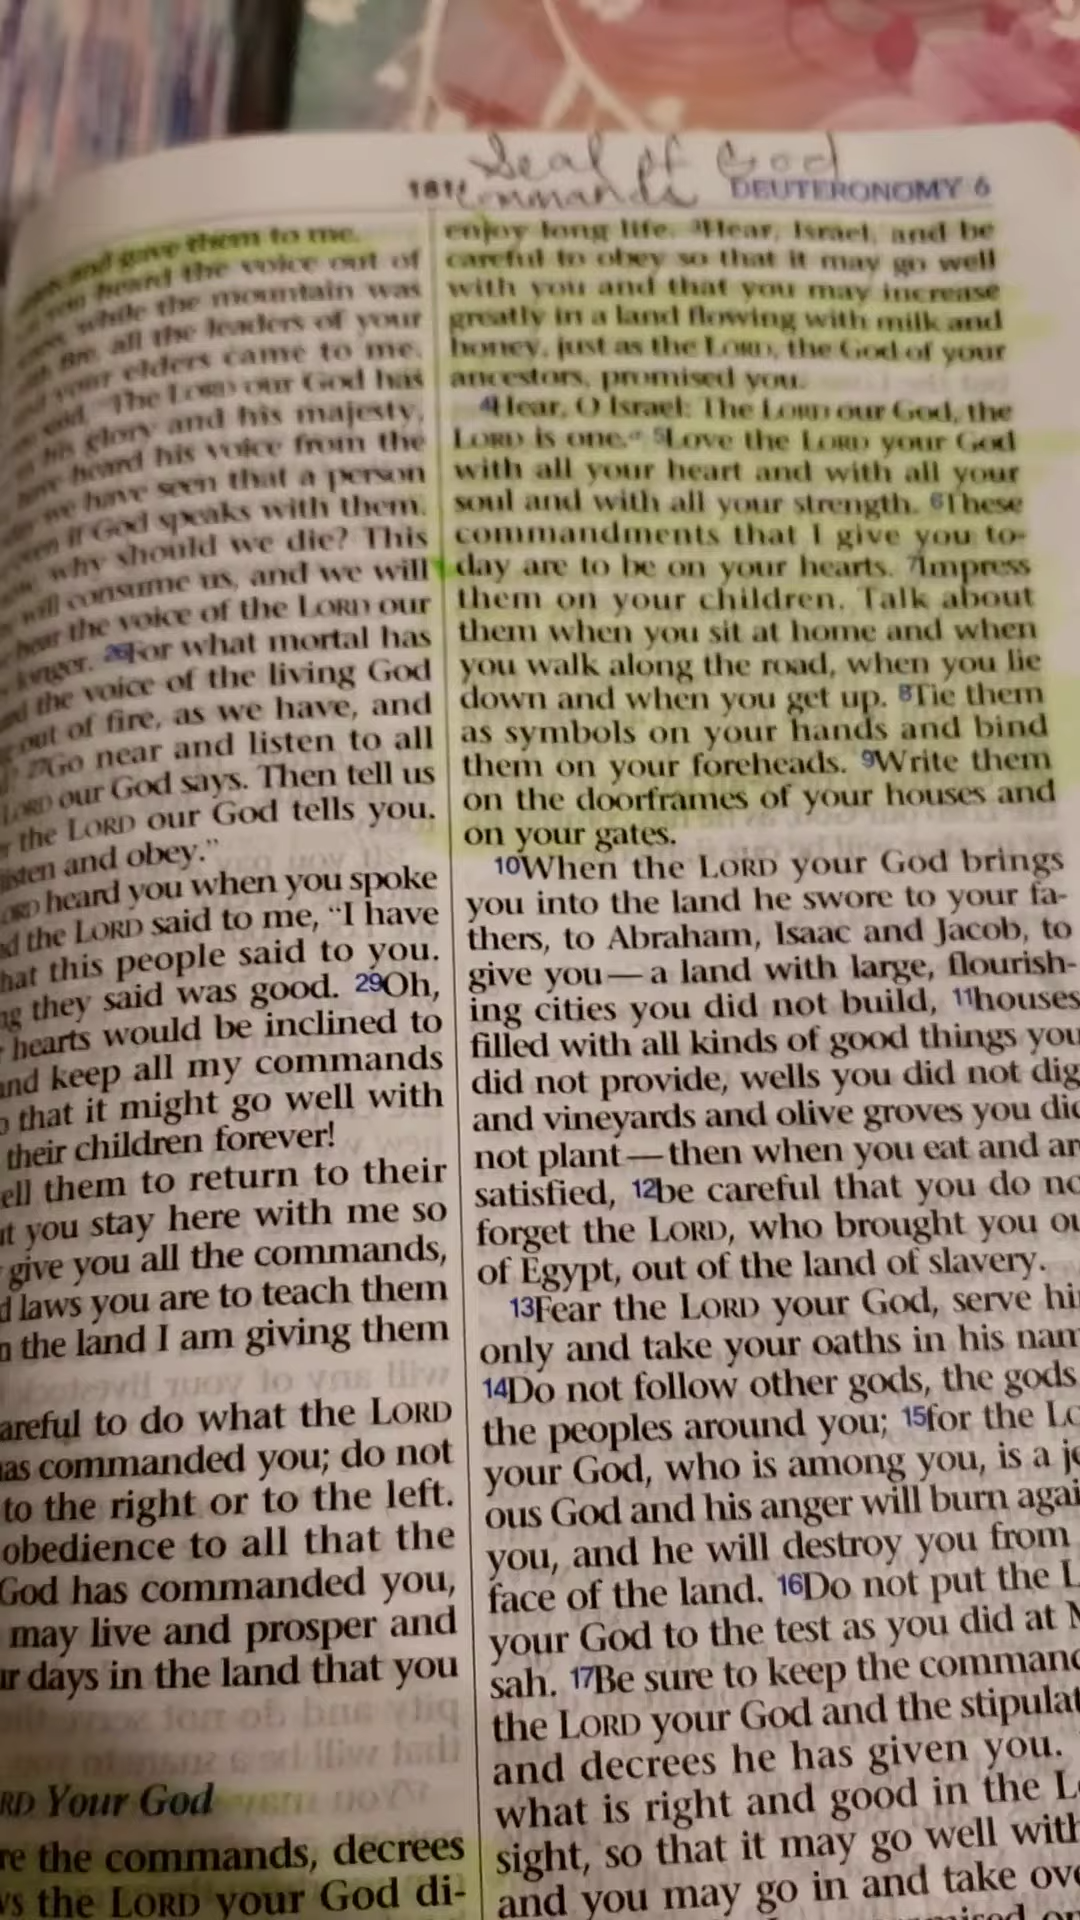 Seal of God
181 Commands DEUTERONOMY 6
and gave them to me.
heard the voice out of
while the mountain was
fire, all the leaders of your
your elders came to me.
said, "The LORD our God has
his glory and his majesty,
heard his voice from the
we have seen that a person
even if God speaks with them.
why should we die? This
will consume us, and we will
hear the voice of the LORD our
longer. 26For what mortal has
the voice of the living God
out of fire, as we have, and
27Go near and listen to all
LORD our God says. Then tell us
the LORD our God tells you.
listen and obey."
heard you when you spoke
the LORD said to me, "I have
hat this people said to you.
they said was good. 29Oh,
hearts would be inclined to
and keep all my commands
that it might go well with
their children forever!
ell them to return to their
ut you stay here with me so
give you all the commands,
d laws you are to teach them
n the land I am giving them
areful to do what the LORD
has commanded you; do not
to the right or to the left.
obedience to all that the
God has commanded you,
may live and prosper and
ur days in the land that you
RD Your God
re the commands, decrees
ws the LORD your God di-
enjoy long life. 3Hear, Israel, and be
careful to obey so that it may go well
with you and that you may increase
greatly in a land flowing with milk and
honey, just as the LORD, the God of your
ancestors, promised you.
4Hear, O Israel: The LORD our God, the
LORD is one.a 5Love the LORD your God
with all your heart and with all your
soul and with all your strength. 6These
commandments that I give you to-
day are to be on your hearts. 7Impress
them on your children. Talk about
them when you sit at home and when
you walk along the road, when you lie
down and when you get up. 8Tie them
as symbols on your hands and bind
them on your foreheads. 9Write them
on the doorframes of your houses and
on your gates.
10When the LORD your God brings
you into the land he swore to your fa-
thers, to Abraham, Isaac and Jacob, to
give you—a land with large, flourish-
ing cities you did not build, 11houses
filled with all kinds of good things you
did not provide, wells you did not dig
and vineyards and olive groves you did
not plant—then when you eat and ar
satisfied, 12be careful that you do no
forget the LORD, who brought you ou
of Egypt, out of the land of slavery.
13Fear the LORD your God, serve hi
only and take your oaths in his nam
14Do not follow other gods, the gods
the peoples around you; 15for the Lo
your God, who is among you, is a je
ous God and his anger will burn agai
you, and he will destroy you from
face of the land. 16Do not put the L
your God to the test as you did at M
sah. 17Be sure to keep the command
the LORD your God and the stipulat
and decrees he has given you.
what is right and good in the L
sight, so that it may go well with
and you may go in and take ove